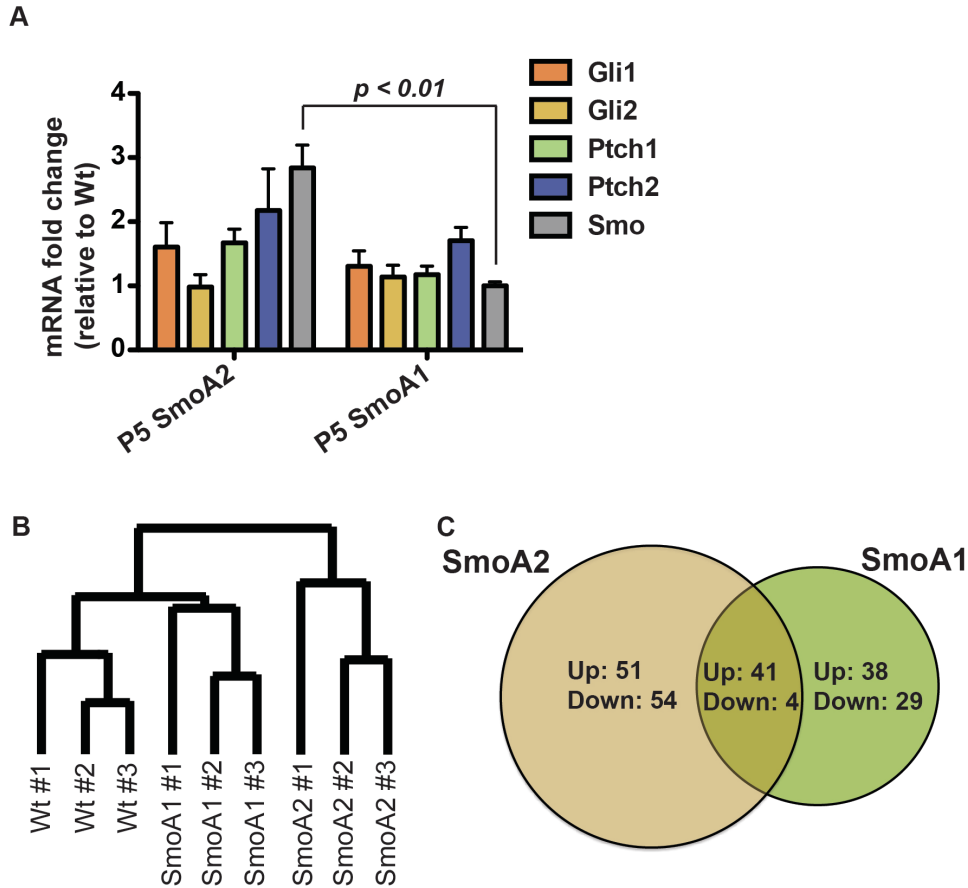 A
mRNA fold change
(relative to Wt)
4
3
2
1
0
p < 0.01
Gli1
Gli2
Ptch1
Ptch2
Smo
P5 SmoA2
P5 SmoA1
B
Wt #1
Wt #2
Wt #3
SmoA1 #1
SmoA1 #2
SmoA1 #3
SmoA2 #1
SmoA2 #2
SmoA2 #3
C
SmoA2
SmoA1
Up: 51
Down: 54
Up: 41
Down: 4
Up: 38
Down: 29